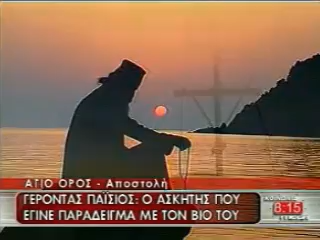 ΑΓΙΟ ΟΡΟΣ - Αποστολή
ΓΕΡΟΝΤΑΣ ΠΑΪΣΙΟΣ: Ο ΑΣΚΗΤΗΣ ΠΟΥ
ΕΓΙΝΕ ΠΑΡΑΔΕΙΓΜΑ ΜΕ ΤΟΝ ΒΙΟ ΤΟΥ
8:15